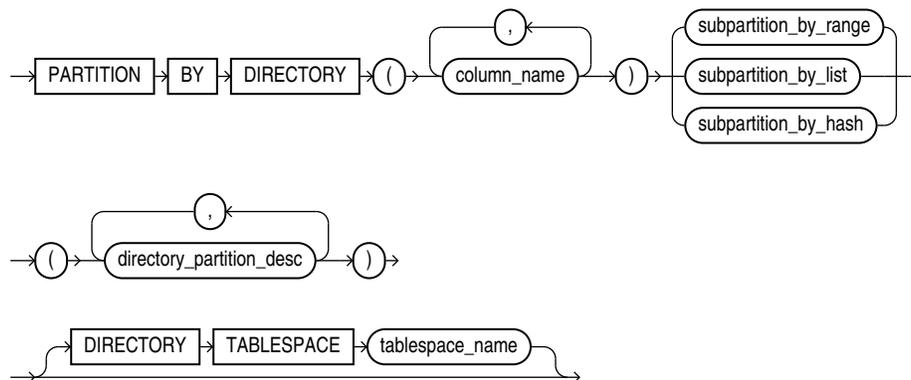 ,
subpartition_by_range
PARTITION BY DIRECTORY ( column_name ) subpartition_by_list
subpartition_by_hash
,
( directory_partition_desc )
DIRECTORY TABLESPACE tablespace_name